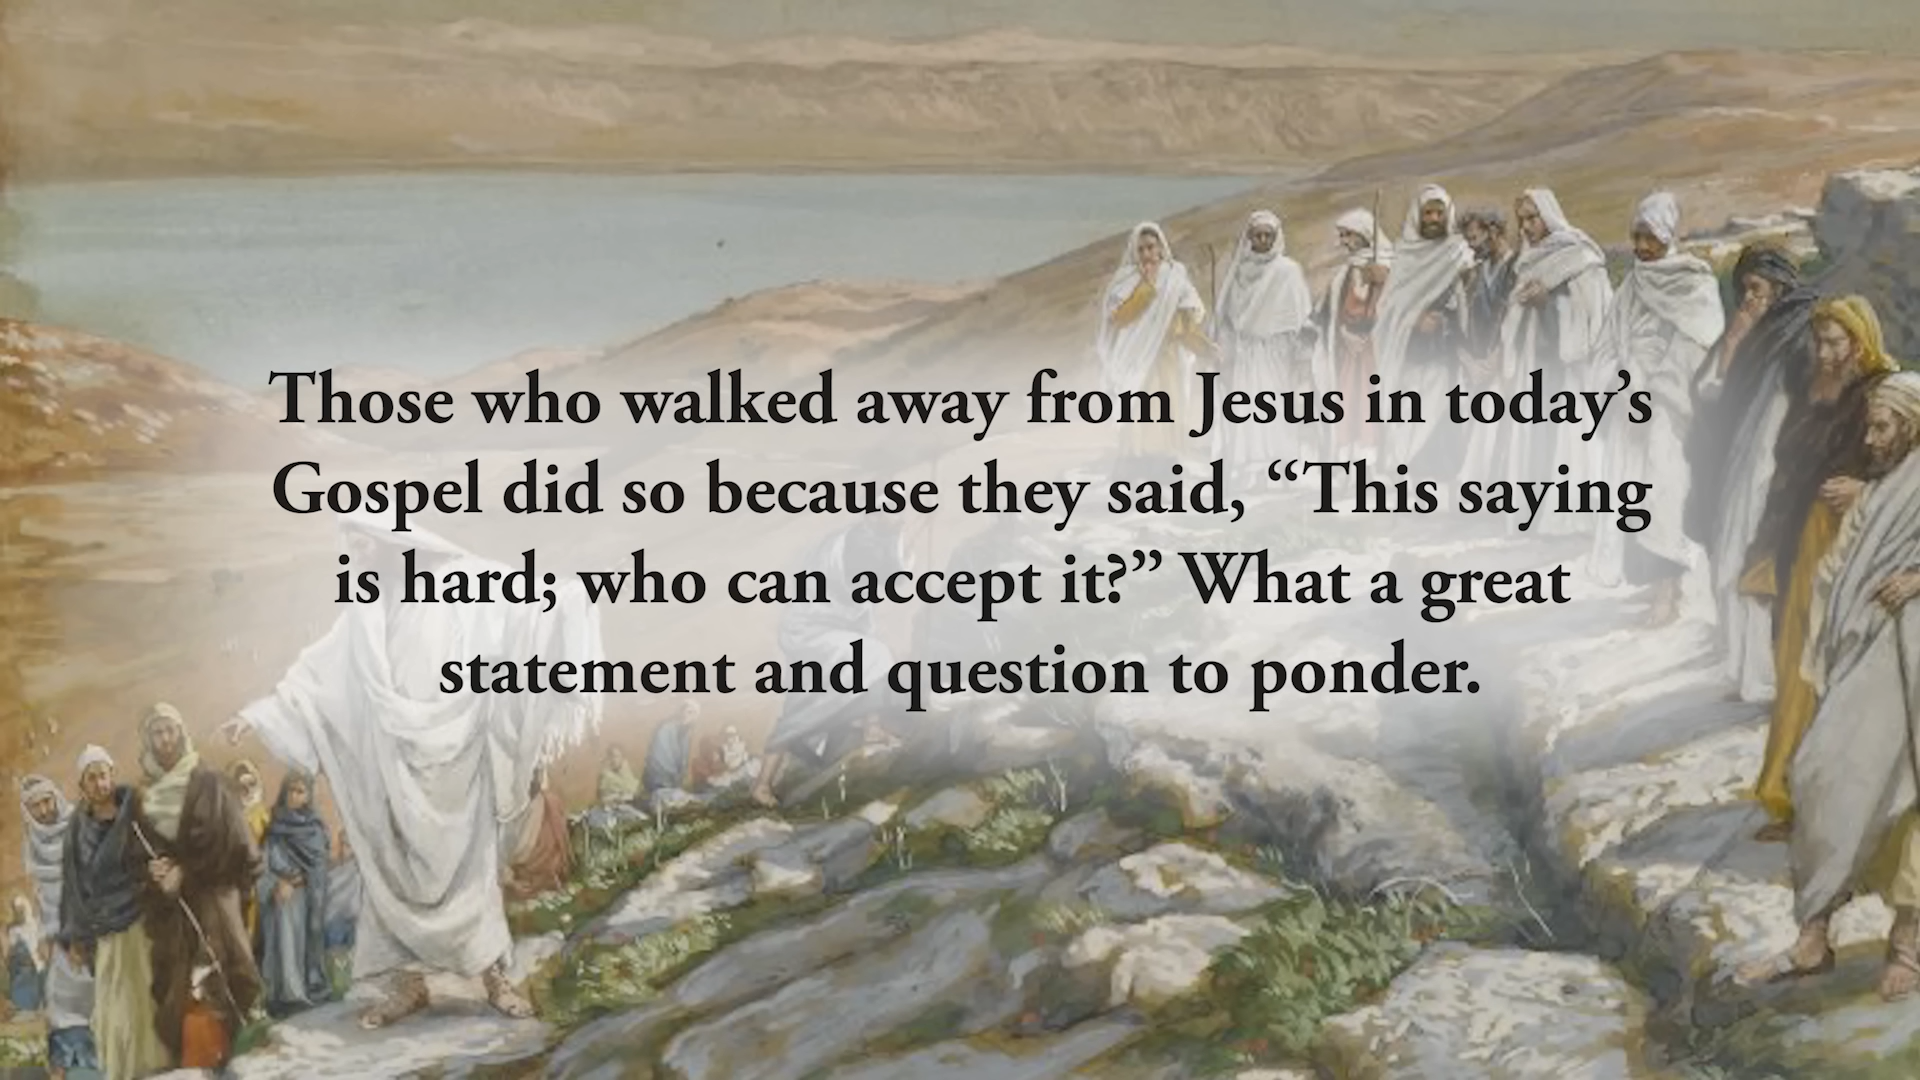 Those who walked away from Jesus in today’s
Gospel did so because they said, “This saying
is hard; who can accept it?” What a great
statement and question to ponder.